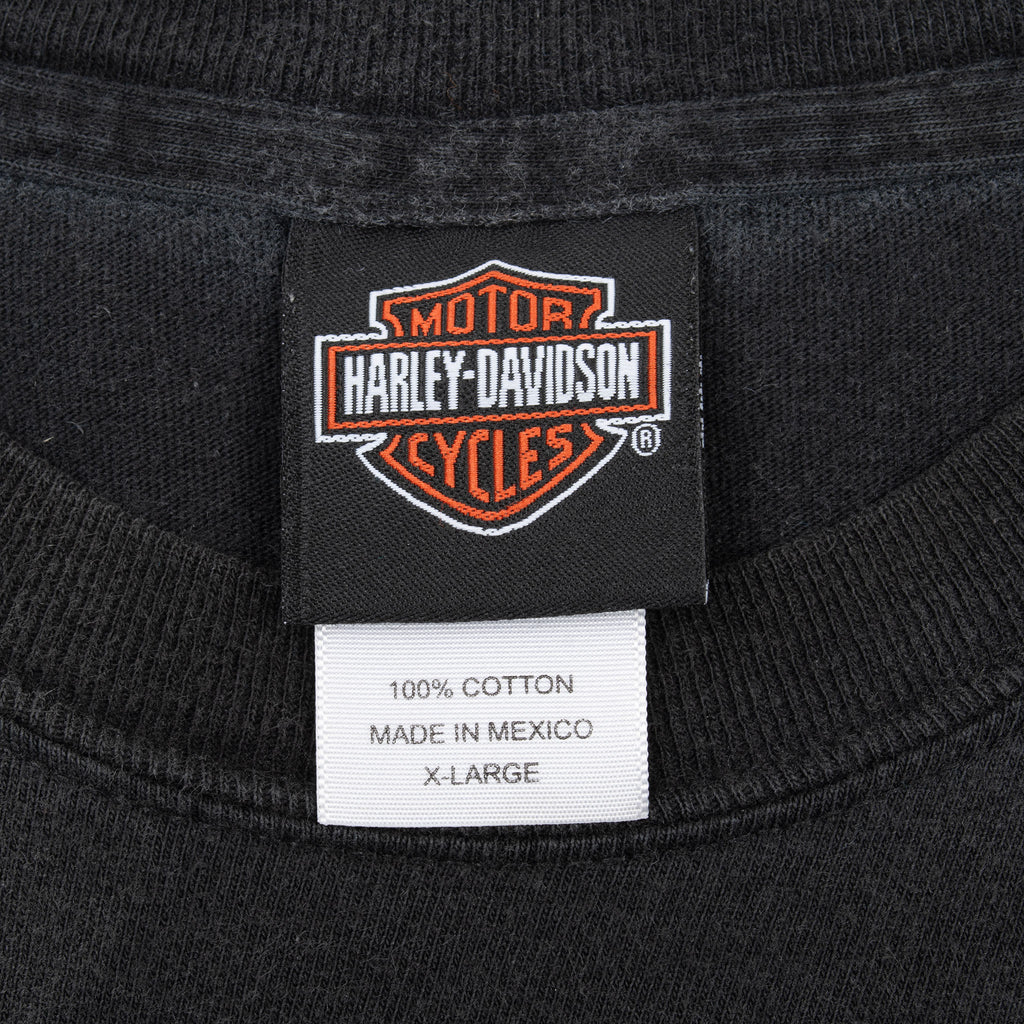 MOTOR
HARLEY-DAVIDSON
CYCLES
®
100% COTTON
MADE IN MEXICO
X-LARGE